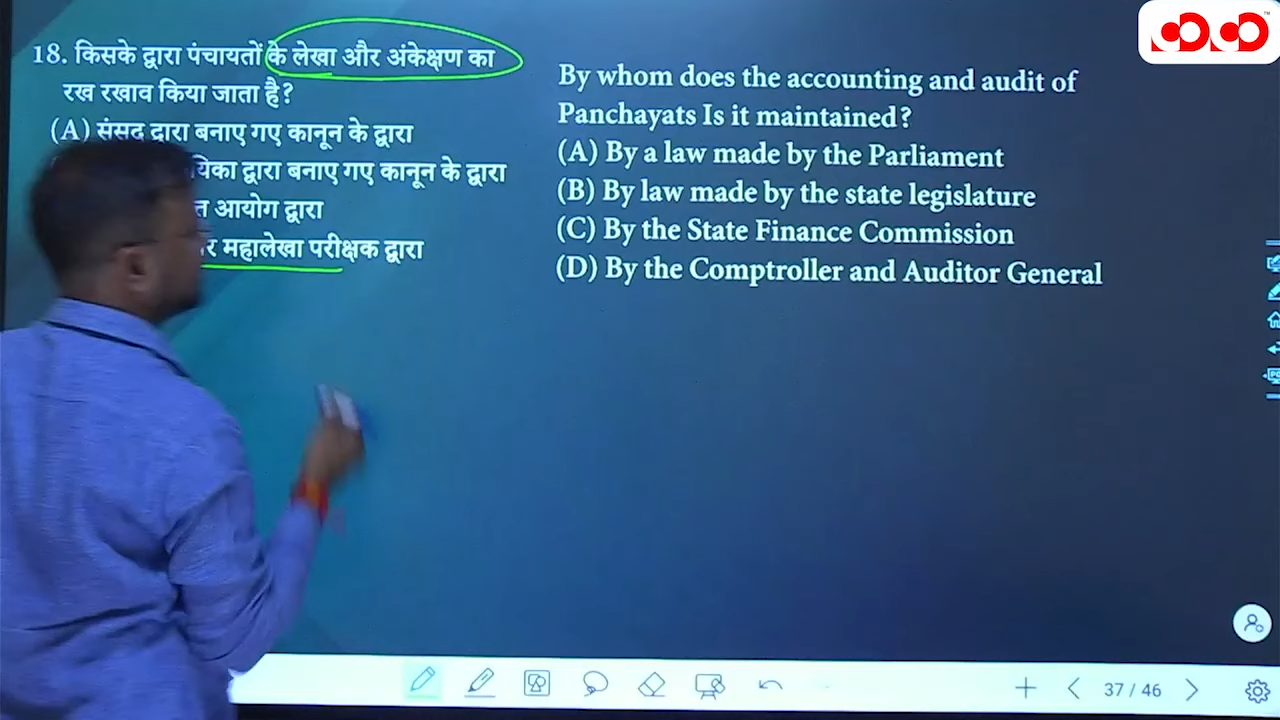 18. किसके द्वारा पंचायतों के लेखा और अंकेक्षण का
रख रखाव किया जाता है?
(A) संसद द्वारा बनाए गए कानून के द्वारा
द्वारा बनाए गए कानून के द्वारा
आयोग द्वारा
महालेखा परीक्षक द्वारा
By whom does the accounting and audit of
Panchayats Is it maintained?
(A) By a law made by the Parliament
(B) By law made by the state legislature
(C) By the State Finance Commission
(D) By the Comptroller and Auditor General
37 / 46